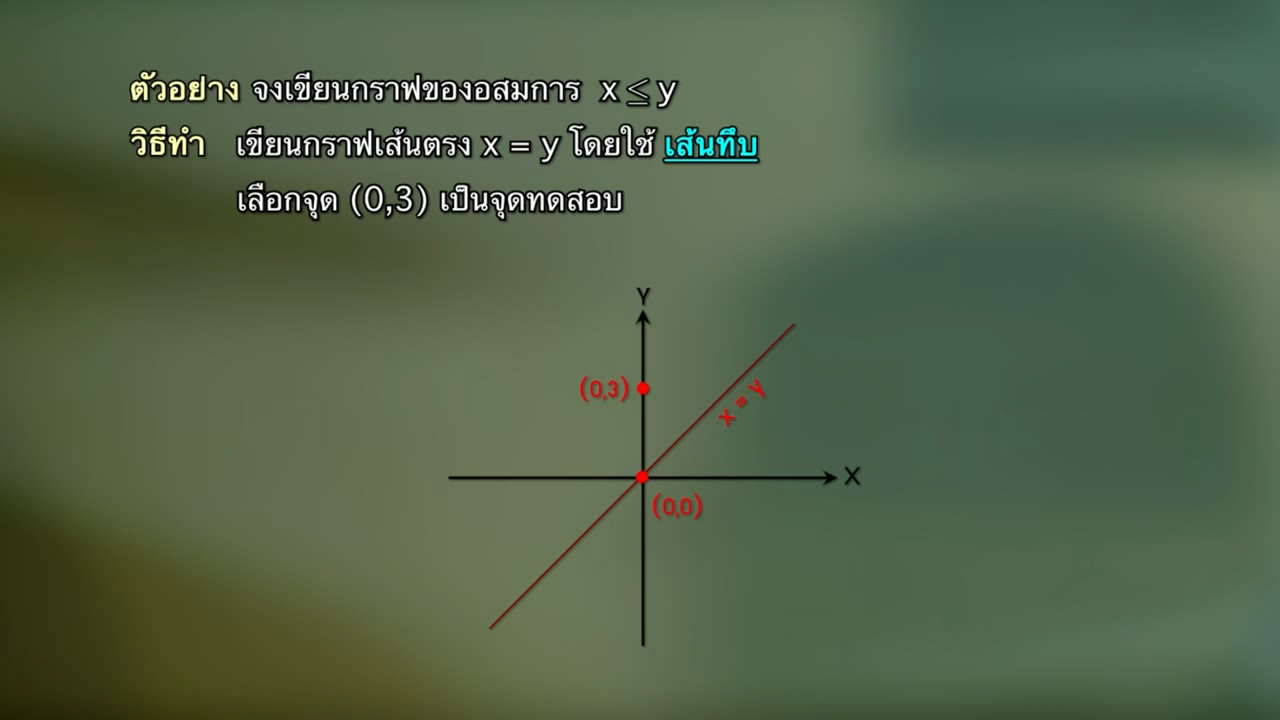 ตัวอย่าง จงเขียนกราฟของอสมการ x ≤ y
วิธีทำ เขียนกราฟเส้นตรง x = y โดยใช้ เส้นทึบ
เลือกจุด (0,3) เป็นจุดทดสอบ
Y
(0,3)
x = y
X
(0,0)